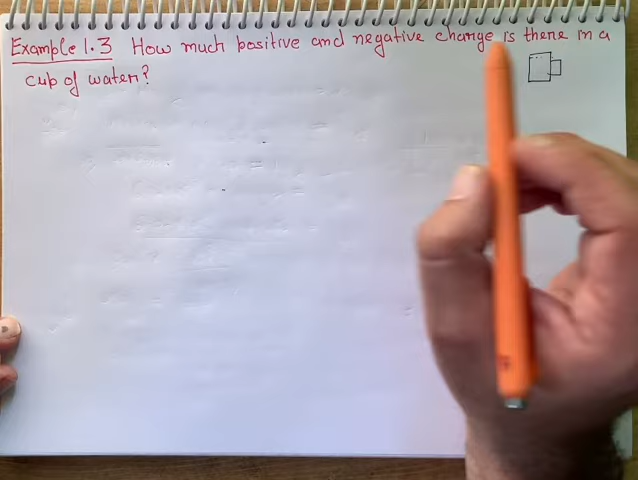 Example 1.3 How much positive and negative charge is there in a
cup of water?